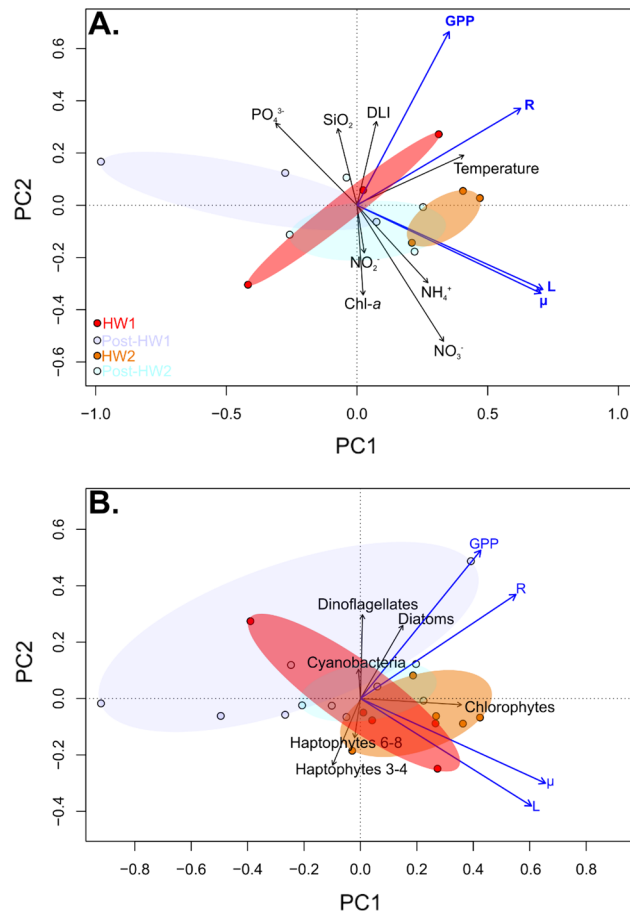 A.
GPP
0.6
0.4
PO₄³⁻
SiO₂
DLI
R
0.2
Temperature
PC2
0.0
−0.2
NO₂⁻
NH₄⁺
L
Chl-a
µ
−0.4
NO₃⁻
HW1
Post-HW1
HW2
Post-HW2
−0.6
−1.0
−0.5
0.0
0.5
1.0
PC1
B.
0.6
GPP
0.4
R
Dinoflagellates
Diatoms
0.2
Cyanobacteria
PC2
0.0
Chlorophytes
Haptophytes 6-8
−0.2
Haptophytes 3-4
µ
L
−0.4
−0.8
−0.6
−0.4
−0.2
0.0
0.2
0.4
0.6
0.8
PC1